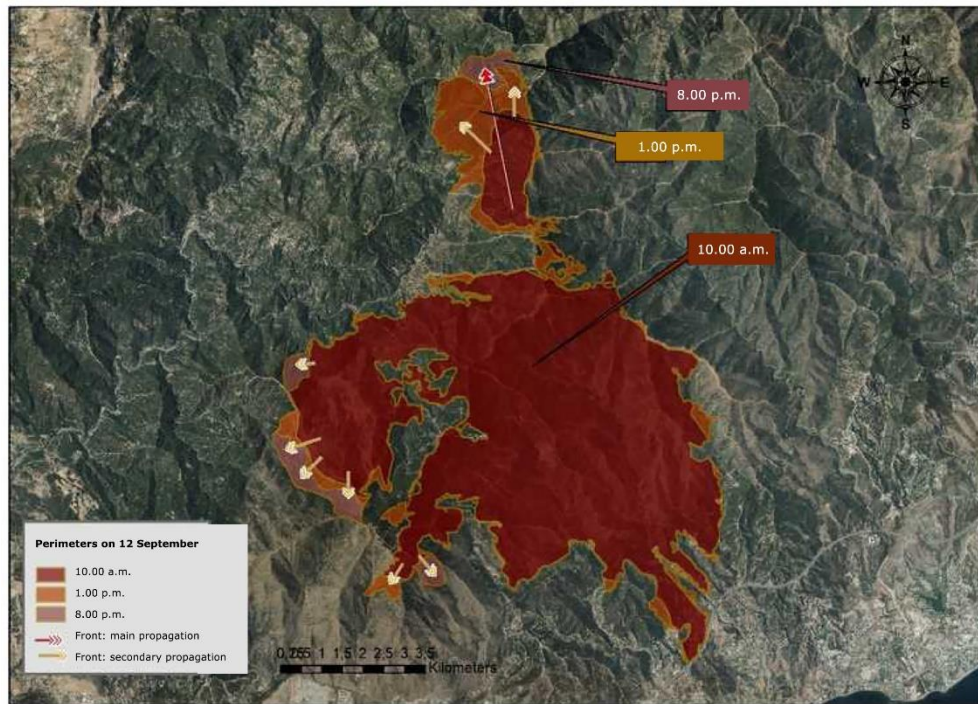 N
W E
S
8.00 p.m.
1.00 p.m.
10.00 a.m.
Perimeters on 12 September
10.00 a.m.
1.00 p.m.
8.00 p.m.
Front: main propagation
Front: secondary propagation
1 1,5 2 2,5 3 3,5
Kilometers